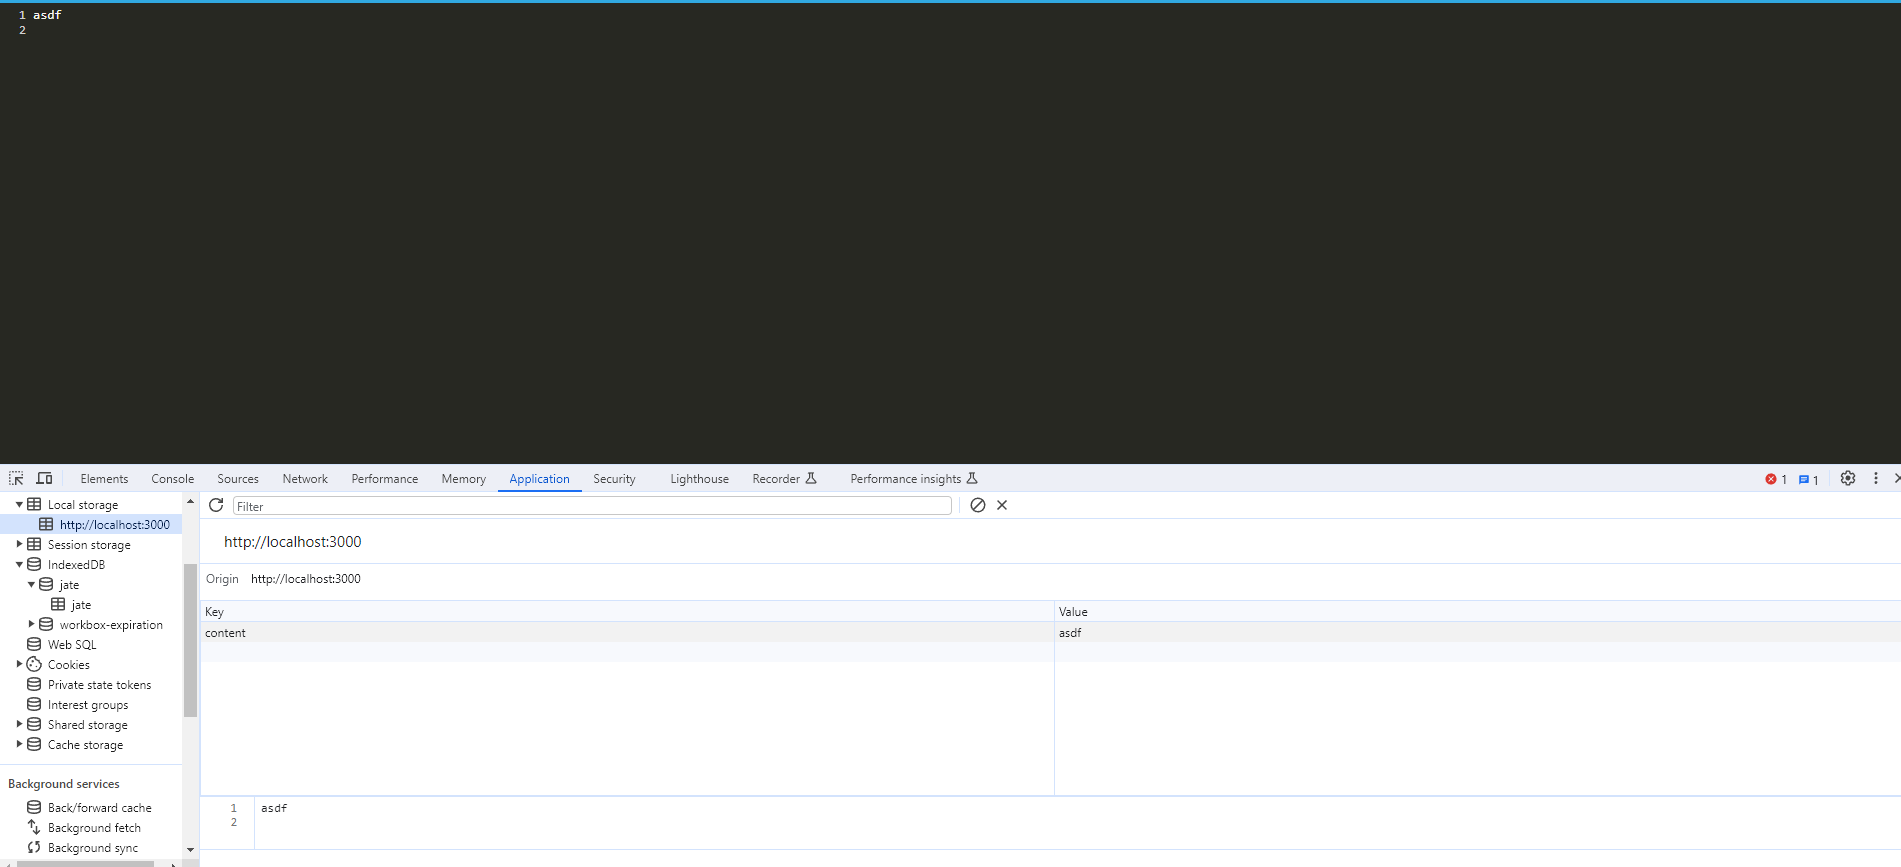 1 asdf
2
Elements Console Sources Network Performance Memory Application Security Lighthouse Recorder Performance insights 1 1
Local storage
http://localhost:3000
Session storage
IndexedDB
jate
jate
workbox-expiration
Web SQL
Cookies
Private state tokens
Interest groups
Shared storage
Cache storage
Background services
Back/forward cache
Background fetch
Background sync
Filter
http://localhost:3000
Origin http://localhost:3000
Key Value
content asdf
1 asdf
2